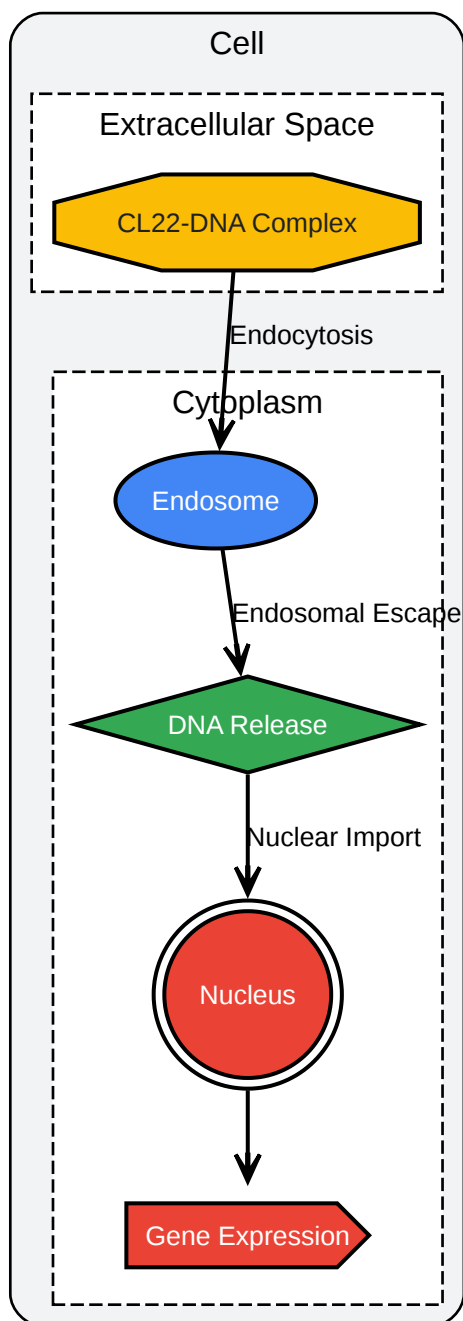 Cell
Extracellular Space
CL22-DNA Complex
Endocytosis
Cytoplasm
Endosome
Endosomal Escape
DNA Release
Nuclear Import
Nucleus
Gene Expression